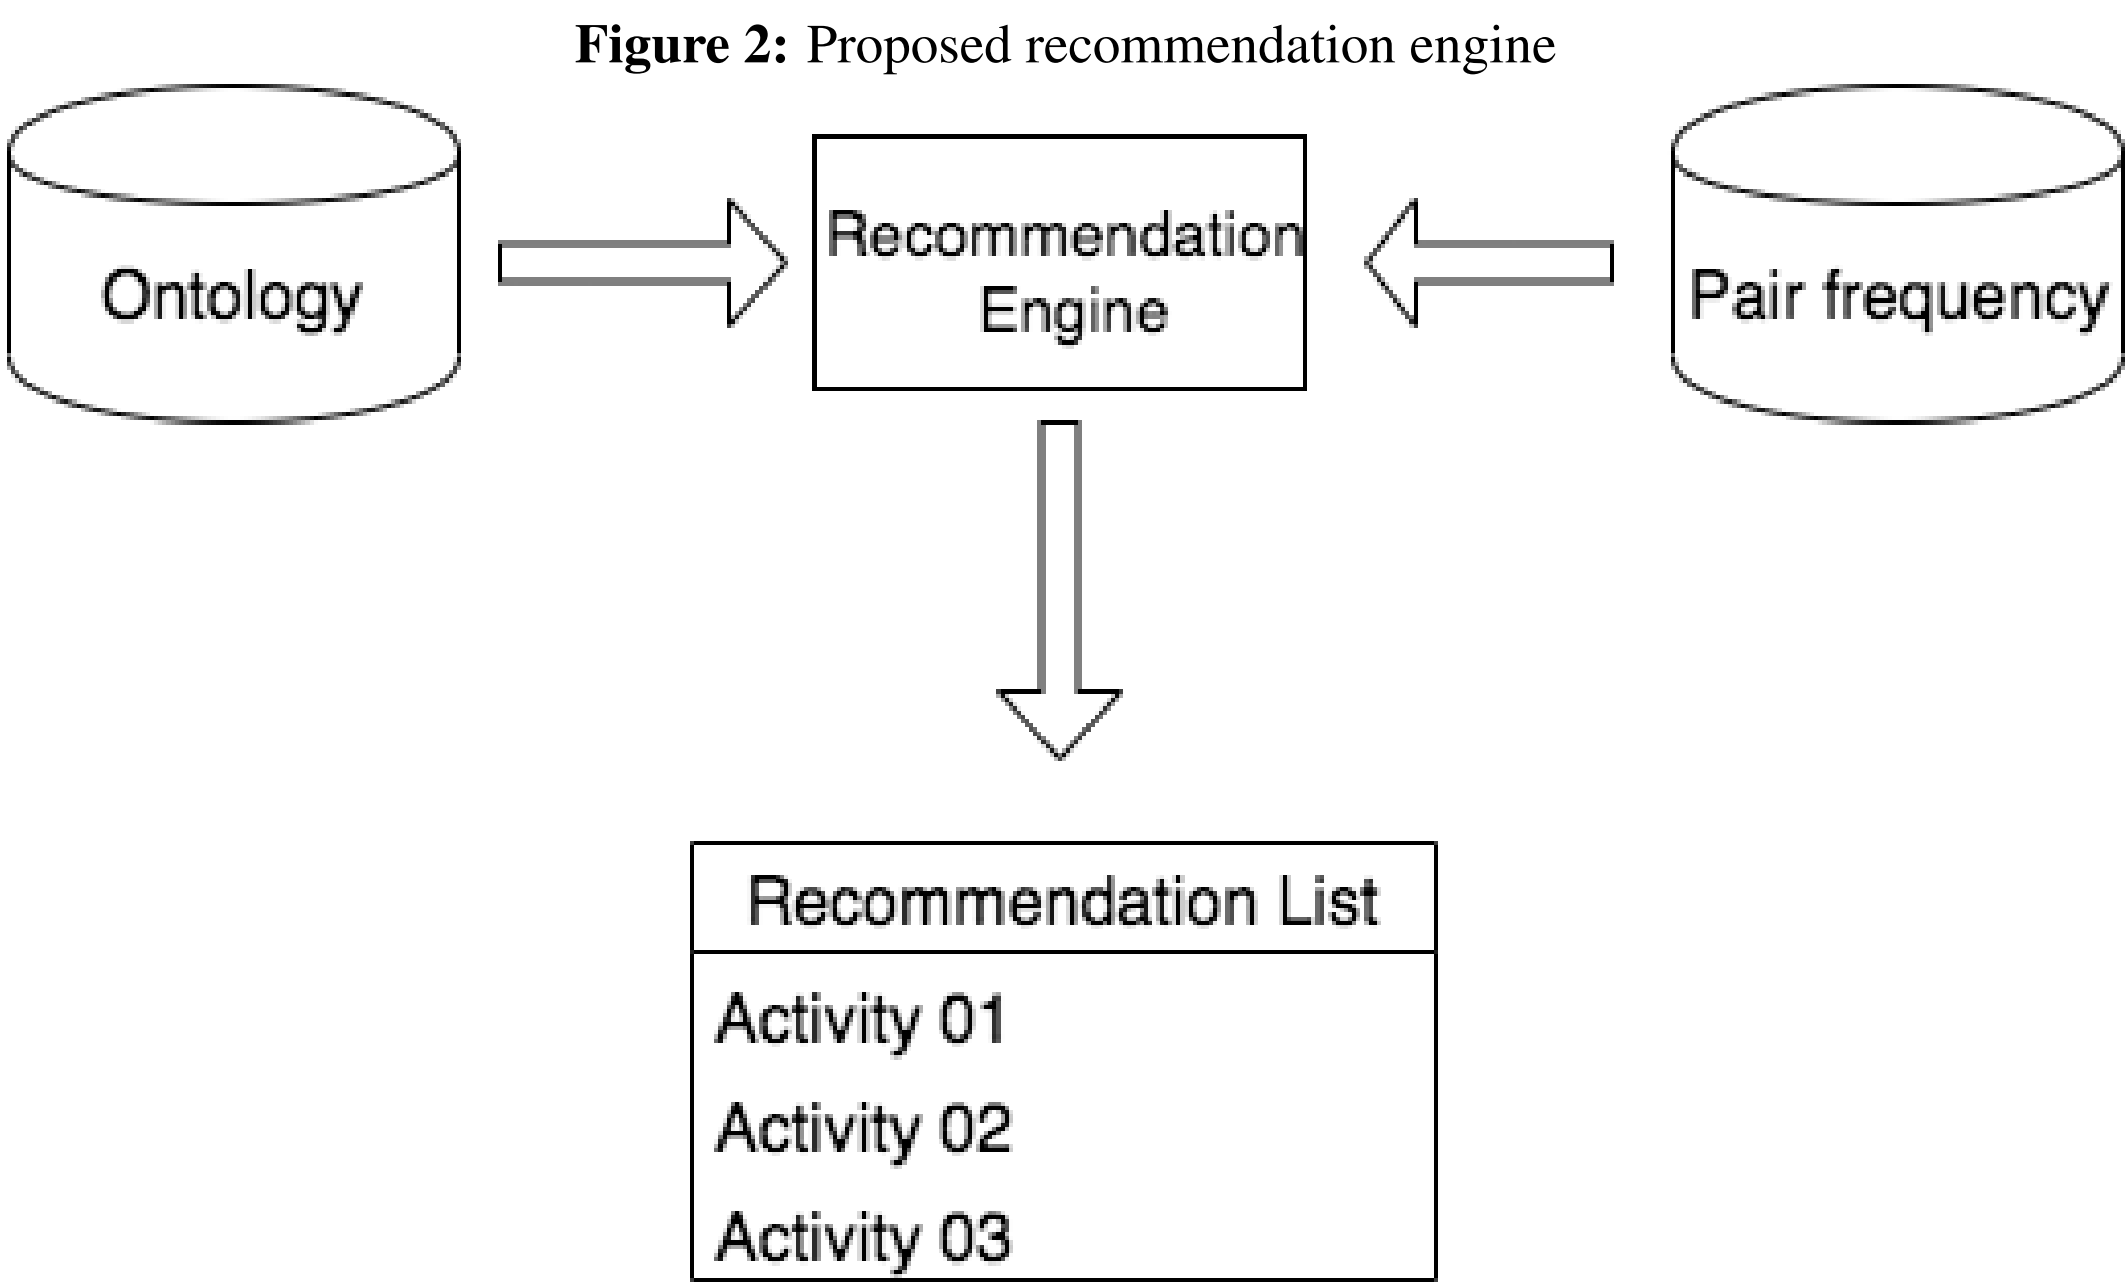 Figure 2: Proposed recommendation engine
Ontology
Recommendation
Engine
Pair frequency
Recommendation List
Activity 01
Activity 02
Activity 03